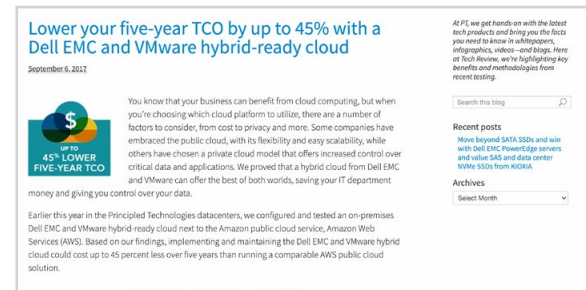 Lower your five-year TCO by up to 45% with a
Dell EMC and VMware hybrid-ready cloud
September 6, 2017
$
UP TO
45% LOWER
FIVE-YEAR TCO
You know that your business can benefit from cloud computing, but when
you're choosing which cloud platform to utilize, there are a number of
factors to consider, from cost to privacy and more. Some companies have
embraced the public cloud, with its flexibility and easy scalability, while
others have chosen a private cloud model that offers increased control over
critical data and applications. We proved that a hybrid cloud from Dell EMC
and VMware can offer the best of both worlds, saving your IT department
money and giving you control over your data.
Earlier this year in the Principled Technologies datacenters, we configured and tested an on-premises
Dell EMC and VMware hybrid-ready cloud next to the Amazon public cloud service, Amazon Web
Services (AWS). Based on our findings, implementing and maintaining the Dell EMC and VMware hybrid
cloud could cost up to 45 percent less over five years than running a comparable AWS public cloud
solution.
At PT, we get hands-on with the latest
tech products and bring you the facts
you need to know in whitepapers,
infographics, videos—and blogs. Here
at Tech Review, we're highlighting key
benefits and methodologies from
recent testing.
Search this blog
Recent posts
Move beyond SATA SSDs and win
with Dell EMC PowerEdge servers
and value SAS and data center
NVMe SSDs from KIOXIA
Archives
Select Month